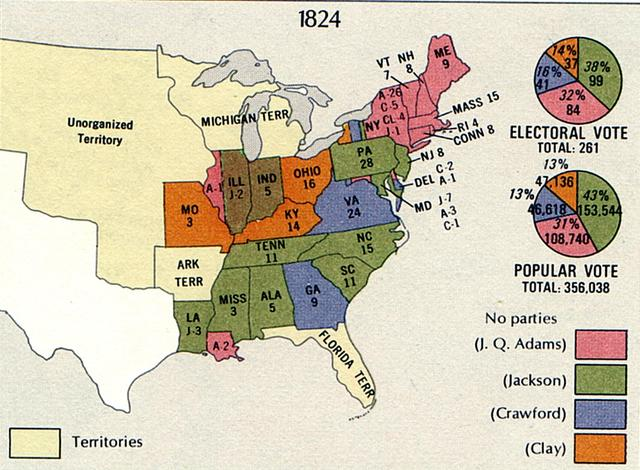 1824
Unorganized
Territory
MICHIGAN TERR
VT
7
NH
8
ME
9
A-26
C-5
NY CL-4
J-1
MASS 15
RI 4
CONN 8
PA
28
NJ 8
DEL C-2
A-1
MD J-7
A-3
C-1
A-1
ILL
J-2
IND
5
OHIO
16
MO
3
KY
14
VA
24
TENN
11
NC
15
SC
11
ARK
TERR
LA
J-3
A-2
MISS
3
ALA
5
GA
9
FLORIDA TERR
14%
37
38%
99
16%
41
32%
84
ELECTORAL VOTE
TOTAL: 261
13%
47,136
43%
153,544
13%
46,618
31%
108,740
POPULAR VOTE
TOTAL: 356,038
No parties
(J. Q. Adams)
(Jackson)
(Crawford)
(Clay)
Territories